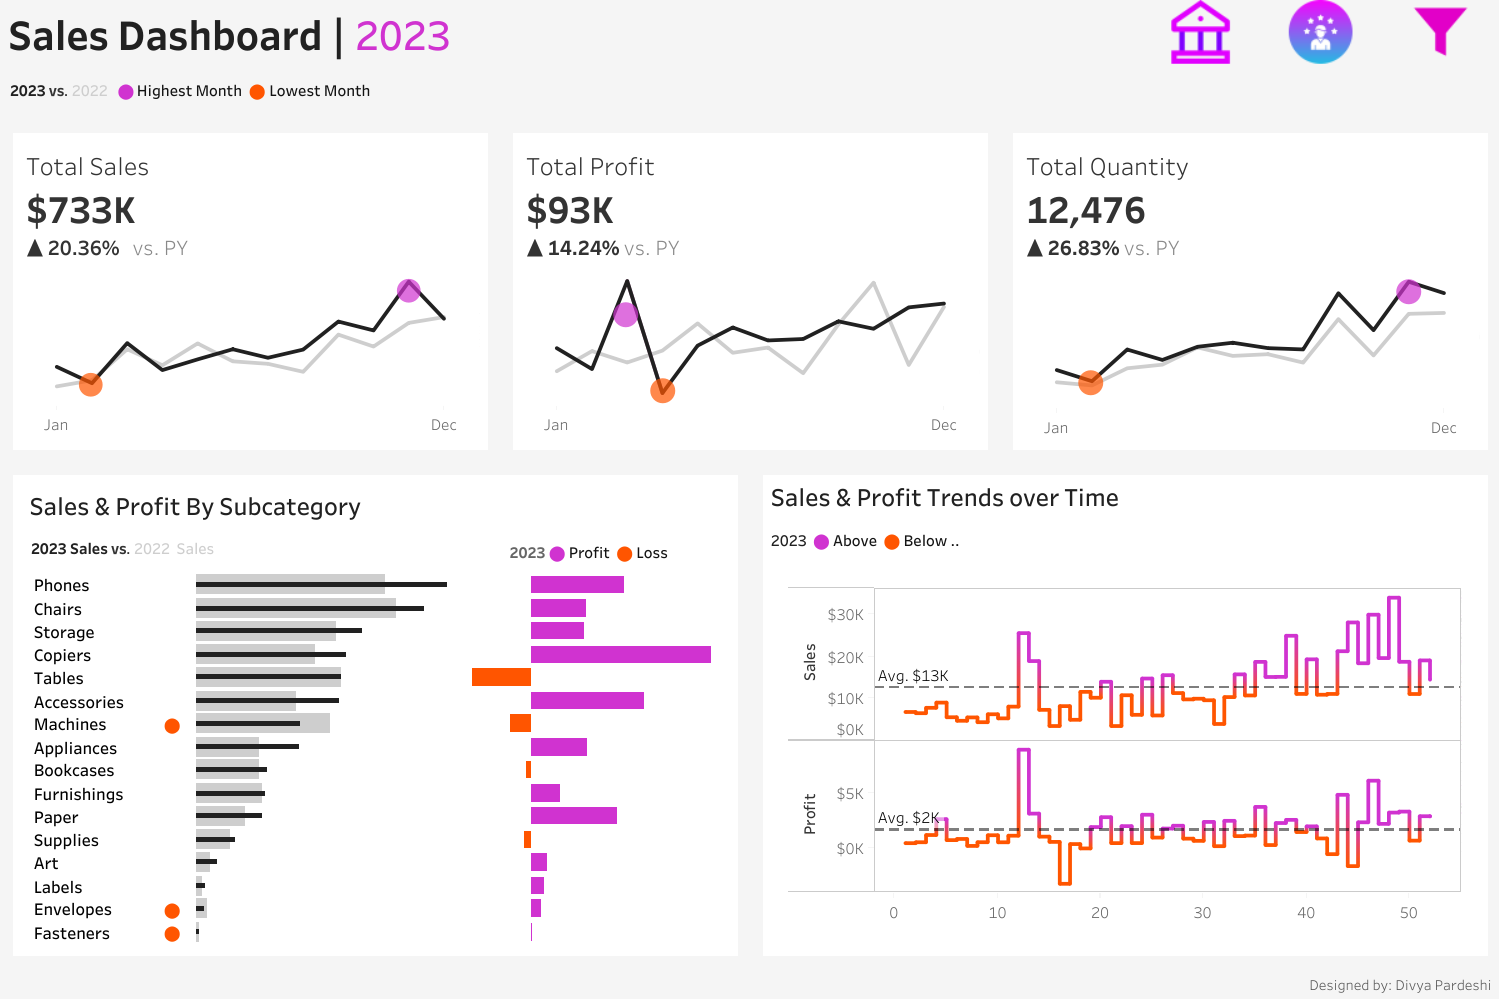 Sales Dashboard | 2023
2023 vs. 2022 Highest Month Lowest Month
Total Sales
$733K
▲ 20.36% vs. PY
Jan Dec
Total Profit
$93K
▲ 14.24% vs. PY
Jan Dec
Total Quantity
12,476
▲ 26.83% vs. PY
Jan Dec
Sales & Profit By Subcategory
2023 Sales vs. 2022 Sales
2023 Profit Loss
Phones
Chairs
Storage
Copiers
Tables
Accessories
Machines
Appliances
Bookcases
Furnishings
Paper
Supplies
Art
Labels
Envelopes
Fasteners
Sales & Profit Trends over Time
2023 Above Below ..
Sales
$30K
$20K
$10K
$0K
Avg. $13K
Profit
$5K
$0K
Avg. $2K
0 10 20 30 40 50
Designed by: Divya Pardeshi